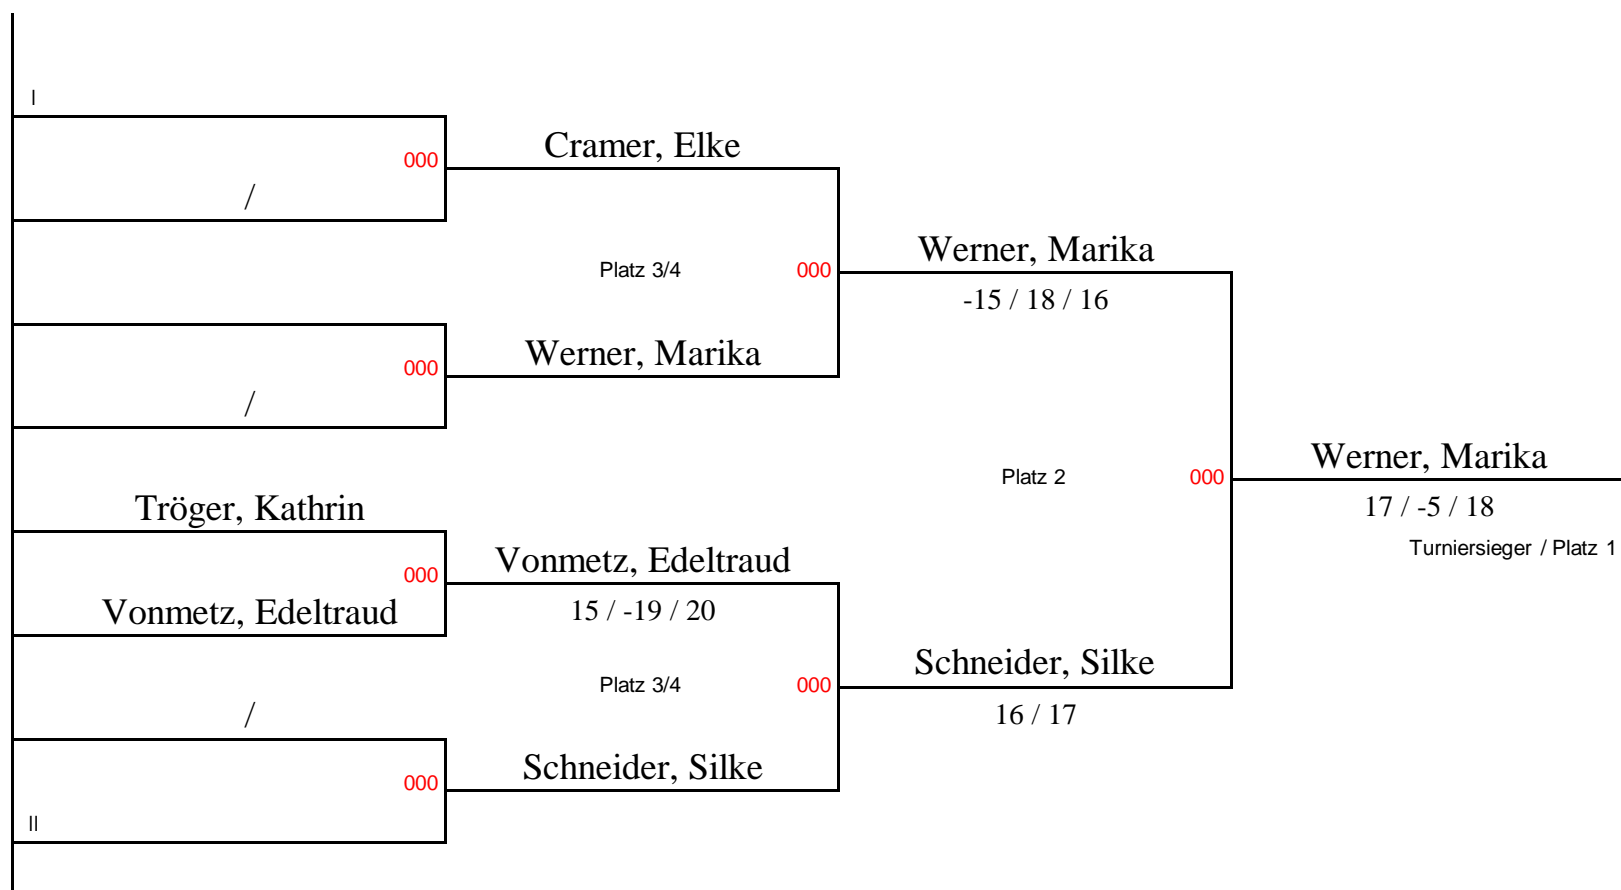 I
000
Cramer, Elke
/
Werner, Marika
Platz 3/4
000
-15 / 18 / 16
000
Werner, Marika
/
Werner, Marika
Platz 2
000
17 / -5 / 18
Tröger, Kathrin
Turniersieger / Platz 1
000
Vonmetz, Edeltraud
Vonmetz, Edeltraud
15 / -19 / 20
Schneider, Silke
Platz 3/4
000
/
16 / 17
000
Schneider, Silke
II